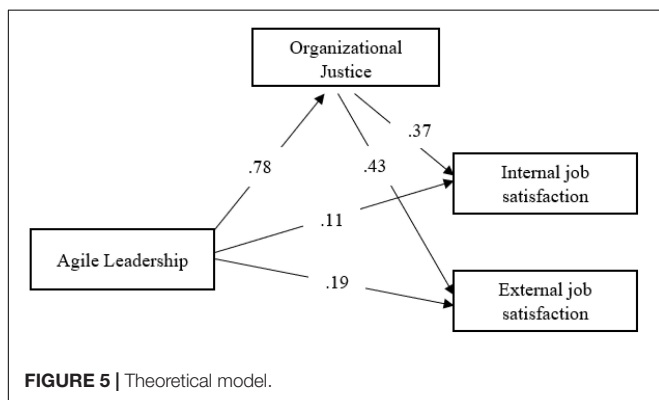 Organizational
Justice
.37
.78
.43
Internal job
satisfaction
.11
Agile Leadership
.19
External job
satisfaction
FIGURE 5 | Theoretical model.